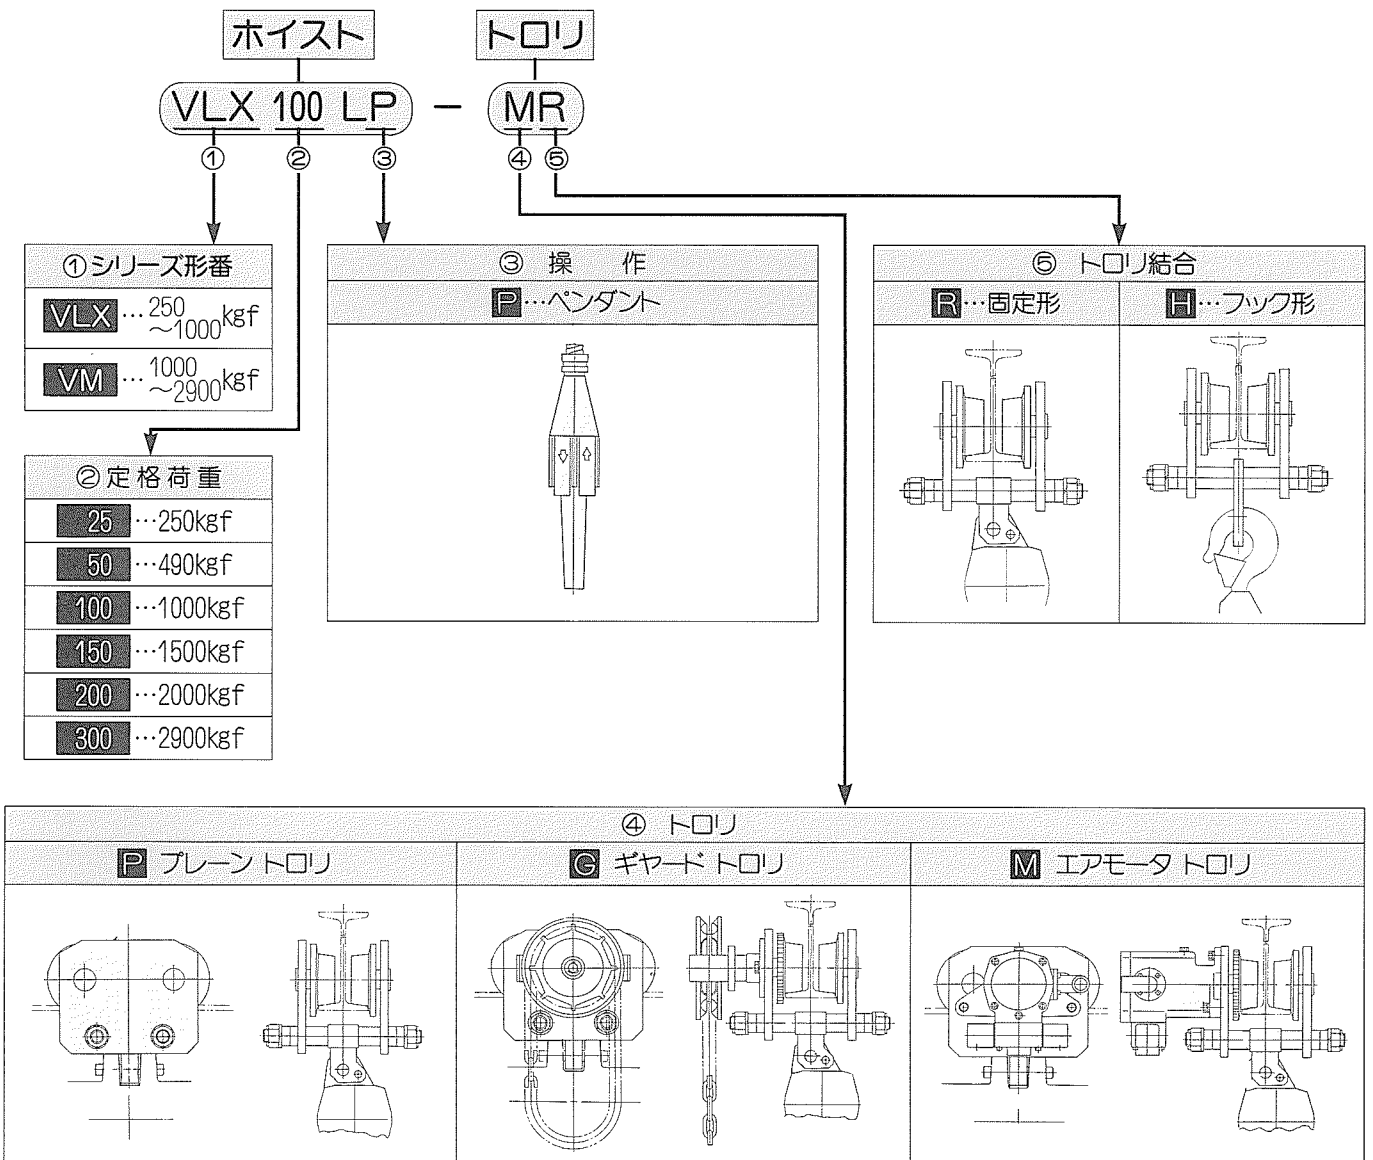 ホイスト トロリ
VLX 100 LP − MR
① ② ③ ④ ⑤
①シリーズ形番
VLX…250～1000kgf
VM…1000～2900kgf
②定格荷重
25…250kgf
50…490kgf
100…1000kgf
150…1500kgf
200…2000kgf
300…2900kgf
③ 操 作
P…ペンダント
⑤ トロリ結合
R…固定形 H…フック形
④ トロリ
P プレーン トロリ G ギヤード トロリ M エアモータ トロリ